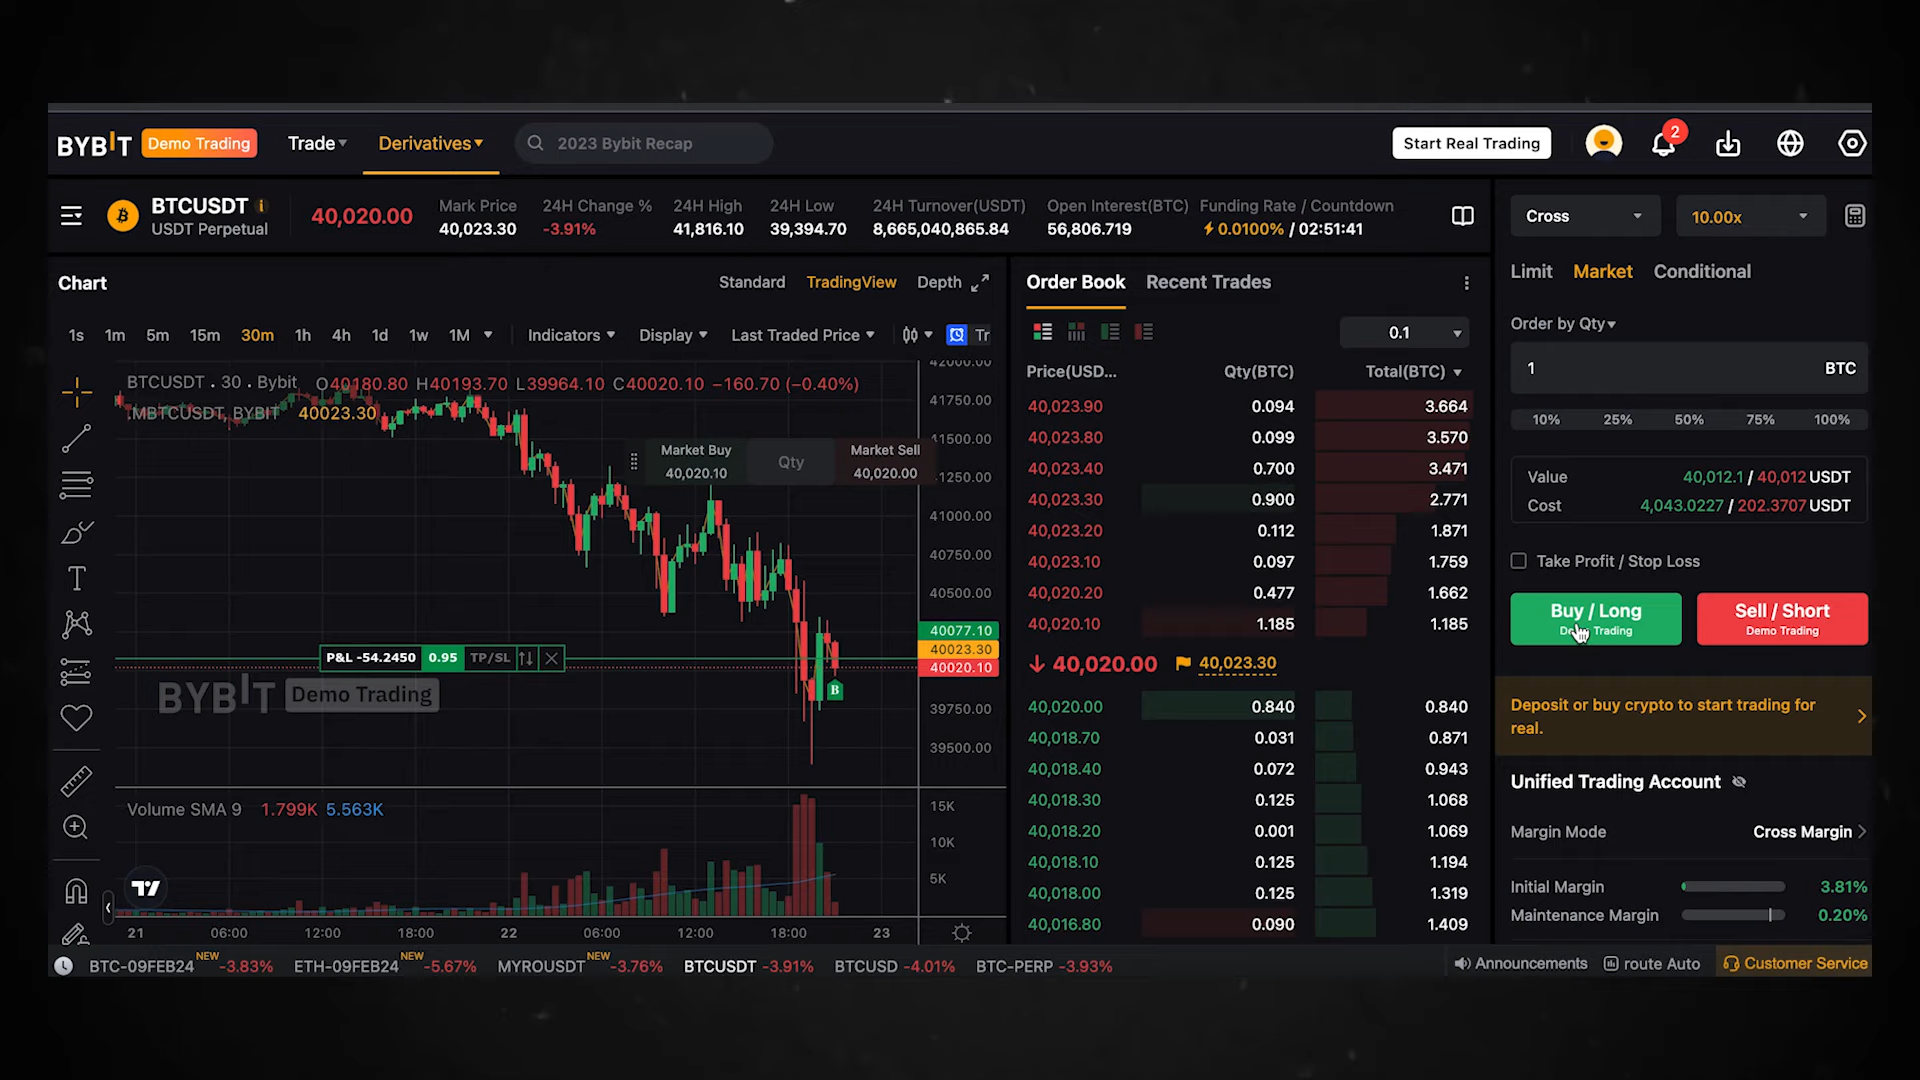 BYBIT Demo Trading Trade Derivatives 2023 Bybit Recap Start Real Trading 2
BTCUSDT i
USDT Perpetual
40,020.00
Mark Price
40,023.30
24H Change %
-3.91%
24H High
41,816.10
24H Low
39,394.70
24H Turnover(USDT)
8,665,040,865.84
Open Interest(BTC)
56,806.719
Funding Rate / Countdown
0.0100% / 02:51:41
Chart Standard TradingView Depth
1s 1m 5m 15m 30m 1h 4h 1d 1w 1M Indicators Display Last Traded Price Tr
BTCUSDT . 30 . Bybit O40180.80 H40193.70 L39964.10 C40020.10 −160.70 (−0.40%)
.MBTCUSDT, BYBIT 40023.30
Market Buy
40,020.10
Qty
Market Sell
40,020.00
42000.00
41750.00
41500.00
41250.00
41000.00
40750.00
40500.00
40077.10
40023.30
40020.10
39750.00
39500.00
P&L -54.2450 0.95 TP/SL
B
BYBIT Demo Trading
Volume SMA 9 1.799K 5.563K
15K
10K
5K
21 06:00 12:00 18:00 22 06:00 12:00 18:00 23
Order Book Recent Trades
0.1
Price(USD... Qty(BTC) Total(BTC)
40,023.90 0.094 3.664
40,023.80 0.099 3.570
40,023.40 0.700 3.471
40,023.30 0.900 2.771
40,023.20 0.112 1.871
40,023.10 0.097 1.759
40,020.20 0.477 1.662
40,020.10 1.185 1.185
40,020.00 40,023.30
40,020.00 0.840 0.840
40,018.70 0.031 0.871
40,018.40 0.072 0.943
40,018.30 0.125 1.068
40,018.20 0.001 1.069
40,018.10 0.125 1.194
40,018.00 0.125 1.319
40,016.80 0.090 1.409
Cross 10.00x
Limit Market Conditional
Order by Qty
1 BTC
10% 25% 50% 75% 100%
Value 40,012.1 / 40,012 USDT
Cost 4,043.0227 / 202.3707 USDT
Take Profit / Stop Loss
Buy / Long
Trading
Sell / Short
Demo Trading
Deposit or buy crypto to start trading for
real.
Unified Trading Account
Margin Mode Cross Margin
Initial Margin 3.81%
Maintenance Margin 0.20%
BTC-09FEB24 NEW -3.83% ETH-09FEB24 NEW -5.67% MYROUSDT NEW -3.76% BTCUSDT -3.91% BTCUSD -4.01% BTC-PERP -3.93%
Announcements route Auto Customer Service